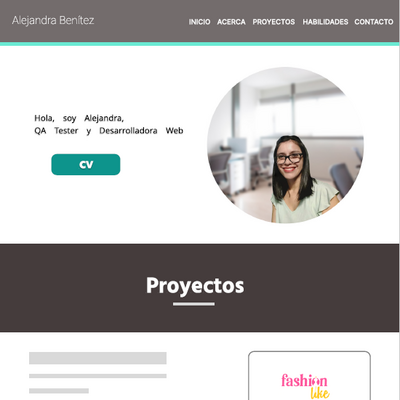 Alejandra Benítez
INICIO ACERCA PROYECTOS HABILIDADES CONTACTO
Hola, soy Alejandra,
QA Tester y Desarrolladora Web
CV
Proyectos
fashion
like